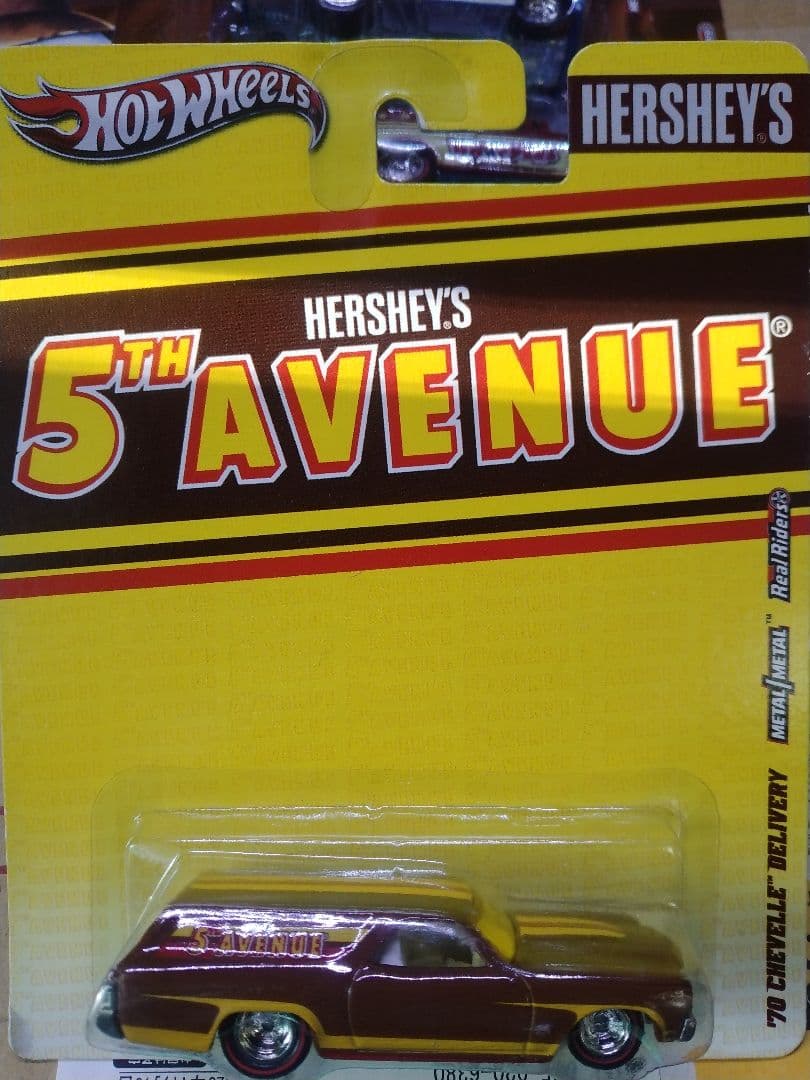 HOT WHEELS
HERSHEY'S®
HERSHEY'S®
5TH AVENUE®
Real Riders®
METAL/METAL™
'70 CHEVELLE™ DELIVERY
5 AVENUE